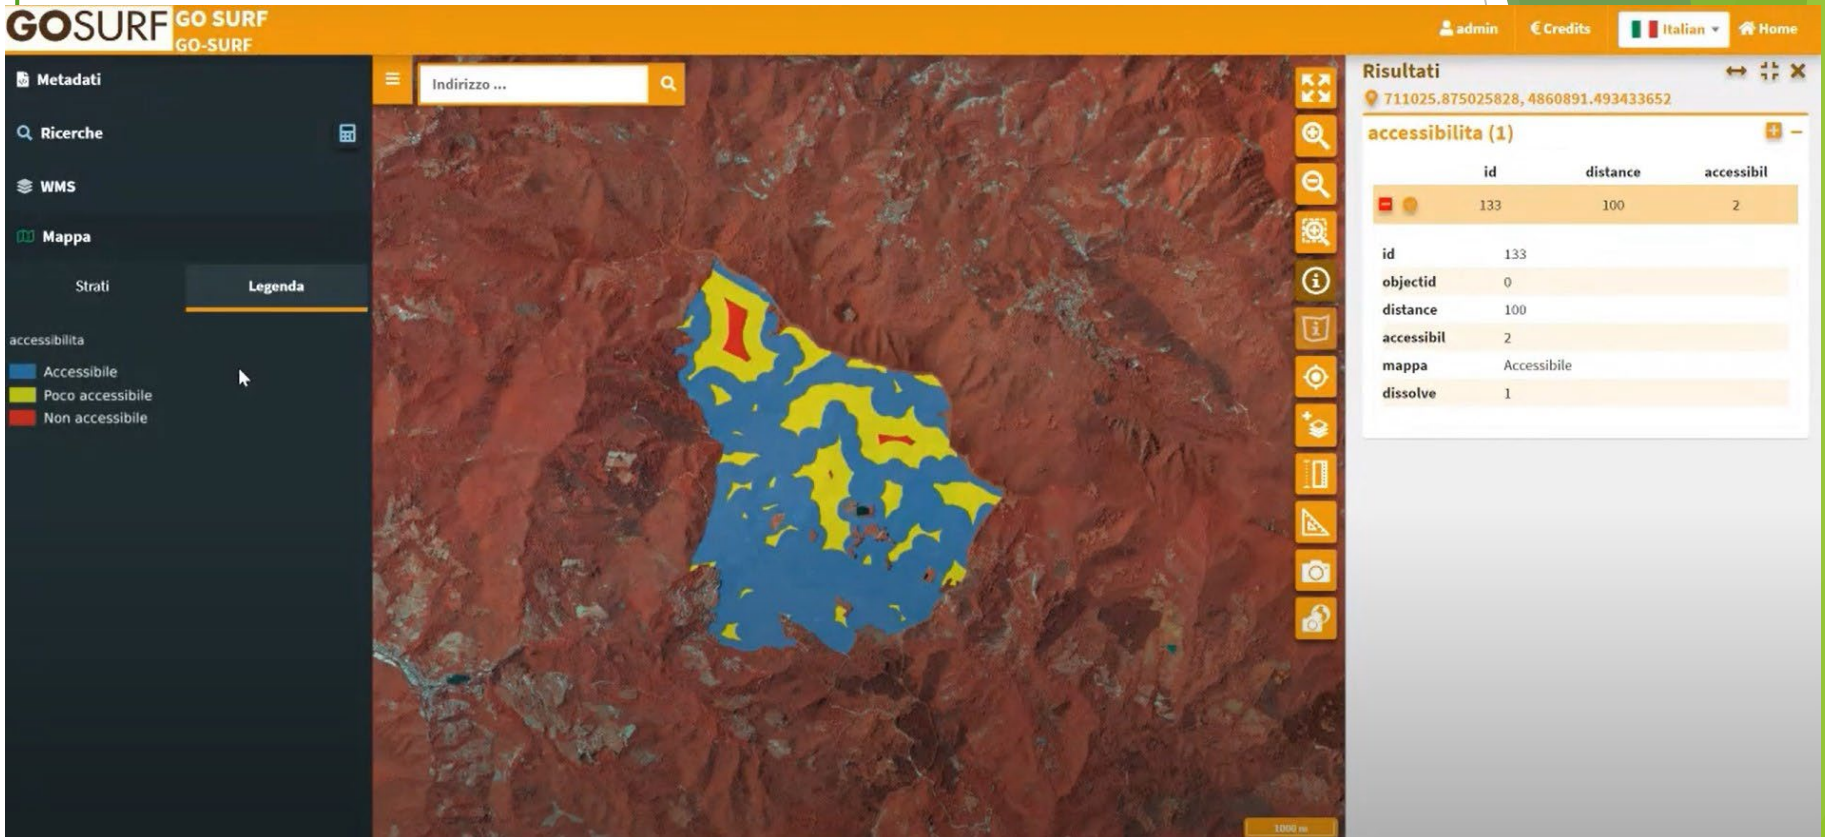 GOSURF
GO SURF
GO-SURF
admin
€ Credits
Italian
Home
Metadati
Ricerche
WMS
Mappa
Strati
Legenda
accessibilita
Accessibile
Poco accessibile
Non accessibile
Indirizzo ...
1000 m
Risultati
711025.875025828, 4860891.493433652
accessibilita (1)
id distance accessibil
133 100 2
id 133
objectid 0
distance 100
accessibil 2
mappa Accessibile
dissolve 1